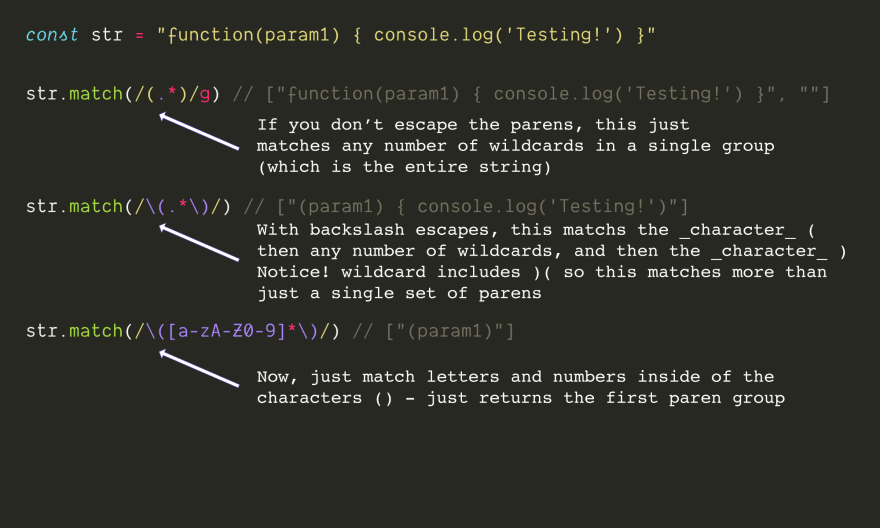 const str = "function(param1) { console.log('Testing!') }"
str.match(/(.*)/g) // ["function(param1) { console.log('Testing!') }", ""]
If you don’t escape the parens, this just
matches any number of wildcards in a single group
(which is the entire string)
str.match(/\(.*\)/) // ["(param1) { console.log('Testing!')"]
With backslash escapes, this matchs the _character_ (
then any number of wildcards, and then the _character_ )
Notice! wildcard includes )( so this matches more than
just a single set of parens
str.match(/\([a-zA-Z0-9]*\)/) // ["(param1)"]
Now, just match letters and numbers inside of the
characters () - just returns the first paren group